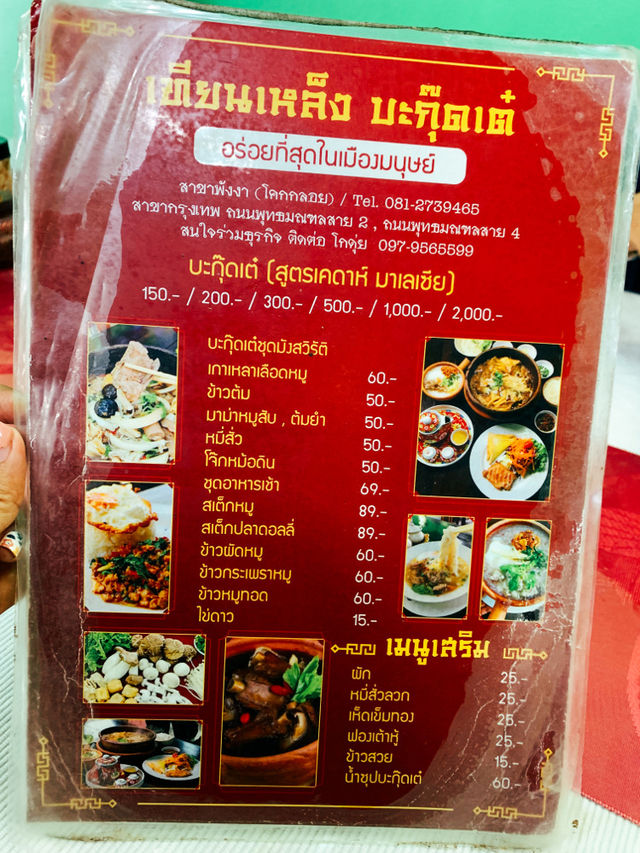 เทียนเหล็ง บะกุ๊ดเต๋
อร่อยที่สุดในเมืองมนุษย์
สาขาพังงา (โคกกลอย) / Tel. 081-2739465
สาขากรุงเทพ ถนนพุทธมณฑลสาย 2 , ถนนพุทธมณฑลสาย 4
สนใจร่วมธุรกิจ ติดต่อ โกดุ่ย 097-9565599
บะกุ๊ดเต๋ (สูตรเคดาห์ มาเลเซีย)
150.- / 200.- / 300.- / 500.- / 1,000.- / 2,000.-
บะกุ๊ดเต๋ชุดมังสวิรัติ
เกาเหลาเลือดหมู 60.-
ข้าวต้ม 50.-
มาม่าหมูสับ , ต้มยำ 50.-
หมี่สั่ว 50.-
โจ๊กหม้อดิน 50.-
ชุดอาหารเช้า 69.-
สเต็กหมู 89.-
สเต็กปลาดอลลี่ 89.-
ข้าวผัดหมู 60.-
ข้าวกระเพราหมู 60.-
ข้าวหมูทอด 60.-
ไข่ดาว 15.-
เมนูเสริม
ผัก 25.-
หมี่สั่วลวก 25.-
เห็ดเข็มทอง 25.-
ฟองเต้าหู้ 25.-
ข้าวสวย 15.-
น้ำซุปบะกุ๊ดเต๋ 60.-